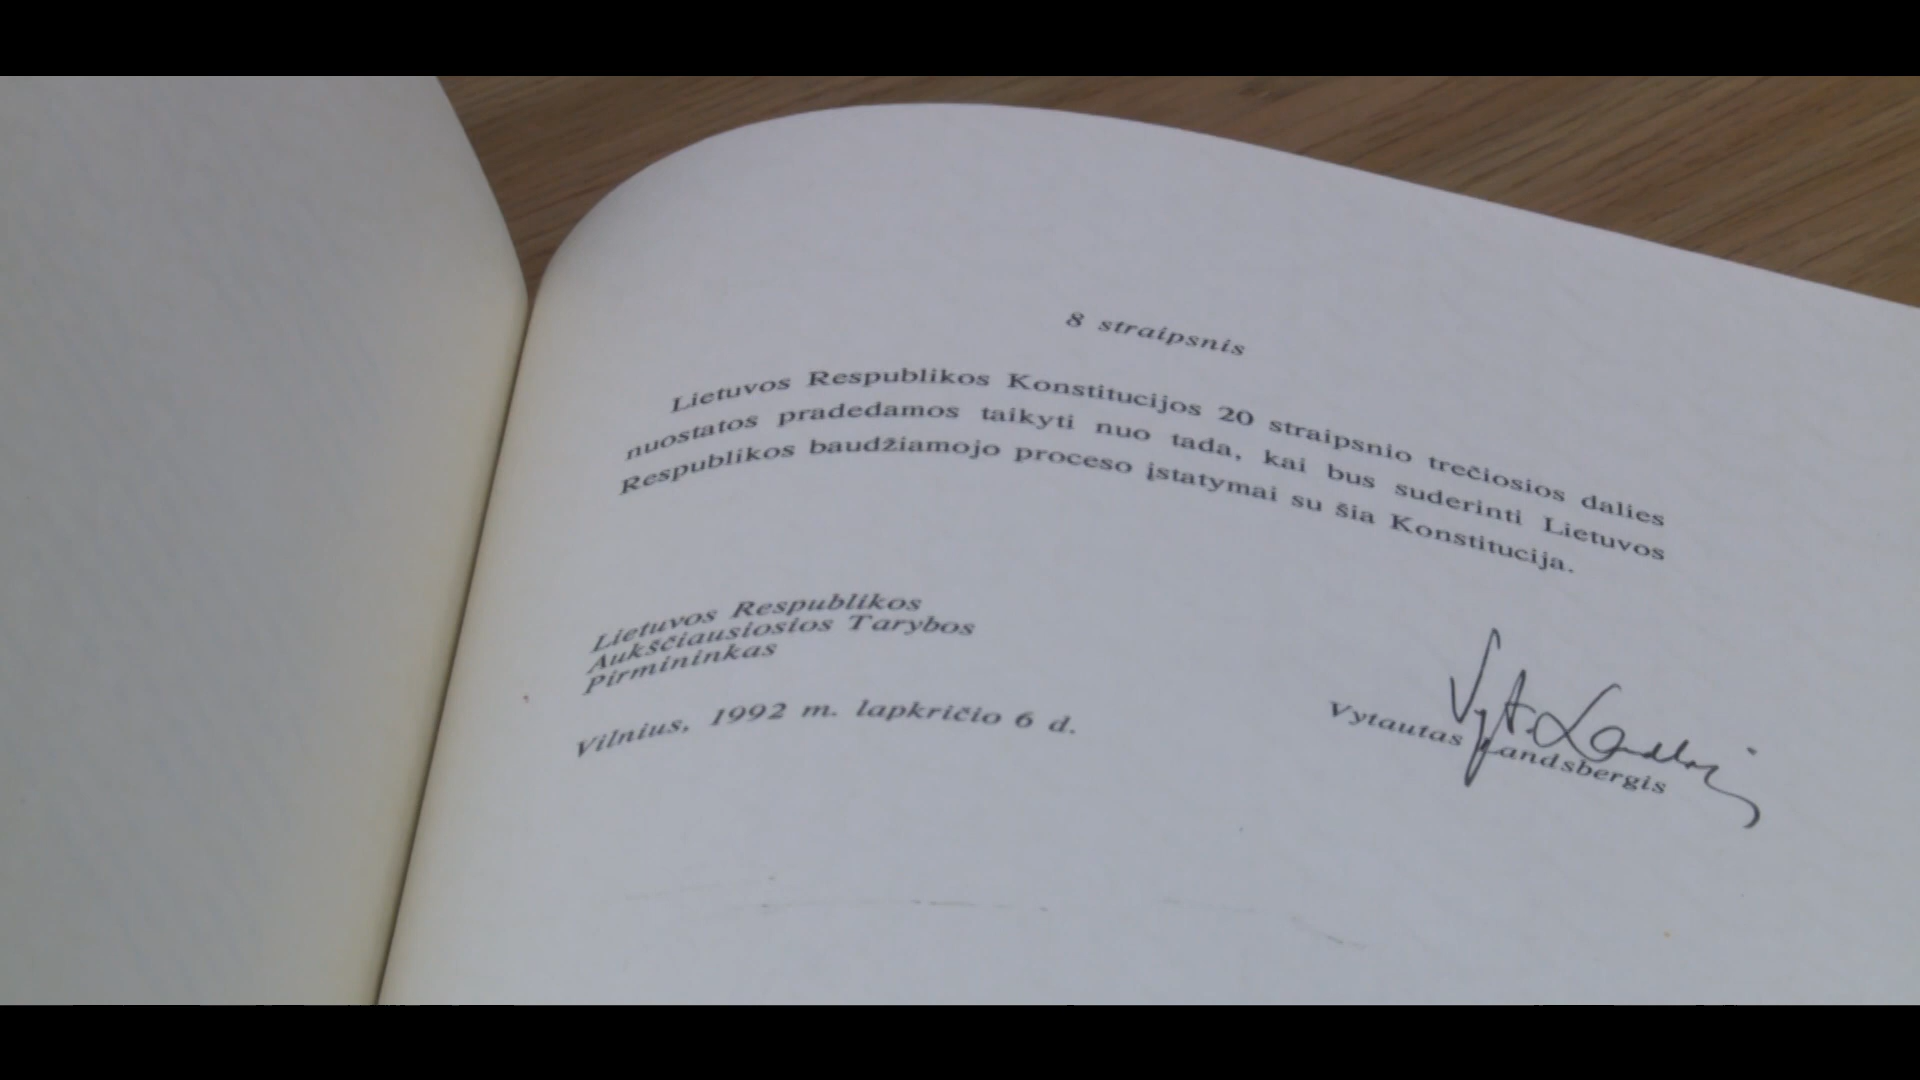 8 straipsnis
Lietuvos Respublikos Konstitucijos 20 straipsnio trečiosios dalies
nuostatos pradedamos taikyti nuo tada, kai bus suderinti Lietuvos
Respublikos baudžiamojo proceso įstatymai su šia Konstitucija.
Lietuvos Respublikos
Aukščiausiosios Tarybos
Pirmininkas
Vytautas Landsbergis
Vilnius, 1992 m. lapkričio 6 d.